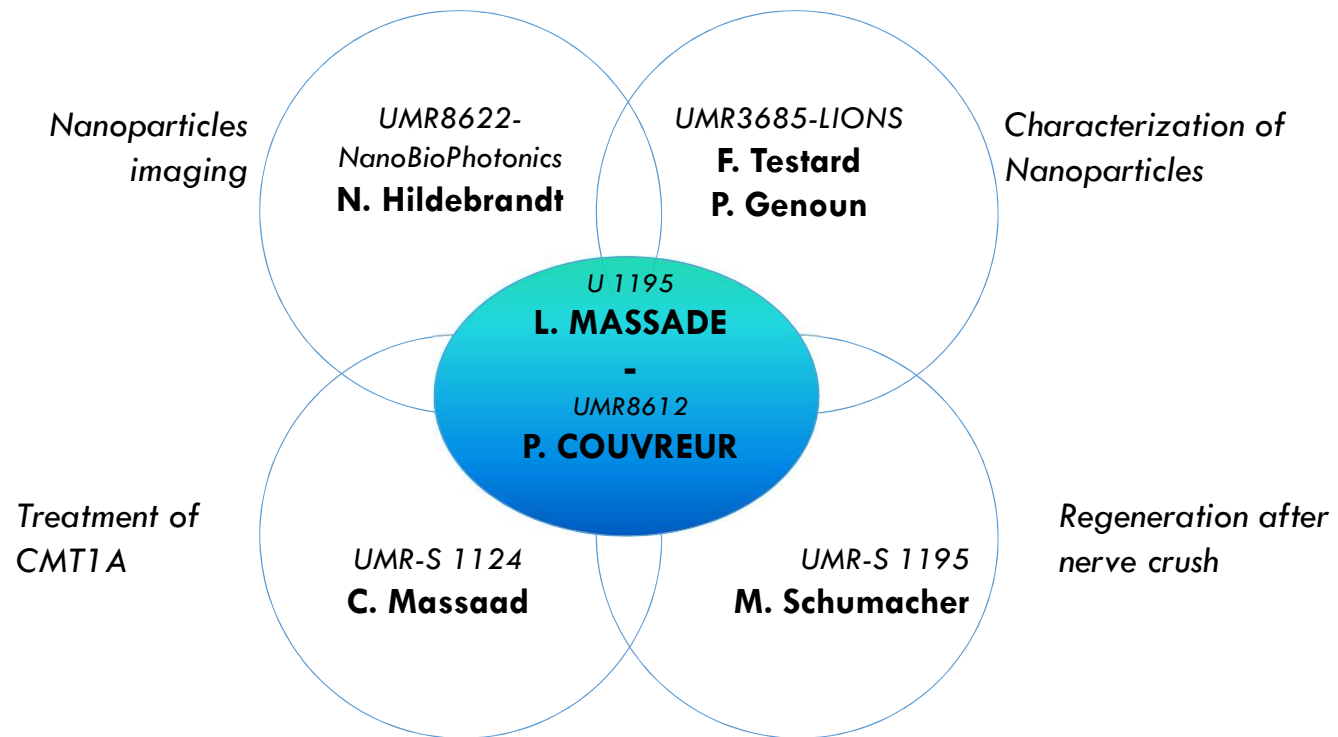 Nanoparticles
imaging
UMR8622-
NanoBioPhotonics
N. Hildebrandt
UMR3685-LIONS
F. Testard
P. Genoun
Characterization of
Nanoparticles
U 1195
L. MASSADE
-
UMR8612
P. COUVREUR
Treatment of
CMT1A
UMR-S 1124
C. Massaad
UMR-S 1195
M. Schumacher
Regeneration after
nerve crush